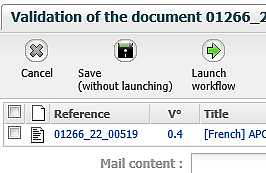 Validation of the document 01266_2
Cancel
Save
(without launching)
Launch
workflow
Reference V° Title
01266_22_00519 0.4 [French] APO
Mail content :